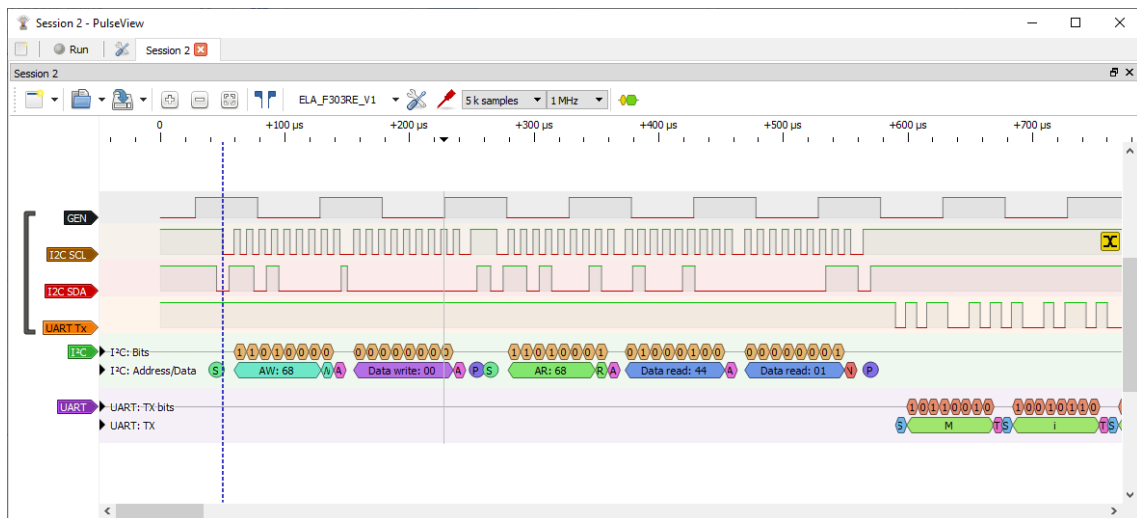 Session 2 - PulseView
Run Session 2
Session 2
ELA_F303RE_V1 5 k samples 1 MHz
0 +100 µs +200 µs +300 µs +400 µs +500 µs +600 µs +700 µs
GEN
I2C SCL
I2C SDA
UART Tx
I²C I²C: Bits 1 1 0 1 0 0 0 0 0 0 0 0 0 0 0 0 1 1 0 1 0 0 0 1 0 1 0 0 0 1 0 0 0 0 0 0 0 0 0 1
I²C: Address/Data S AW: 68 A Data write: 00 A P S AR: 68 R A Data read: 44 A Data read: 01 N P
UART UART: TX bits 1 0 1 1 0 0 1 0 1 0 0 1 0 1 1 0
UART: TX S M T S i T S